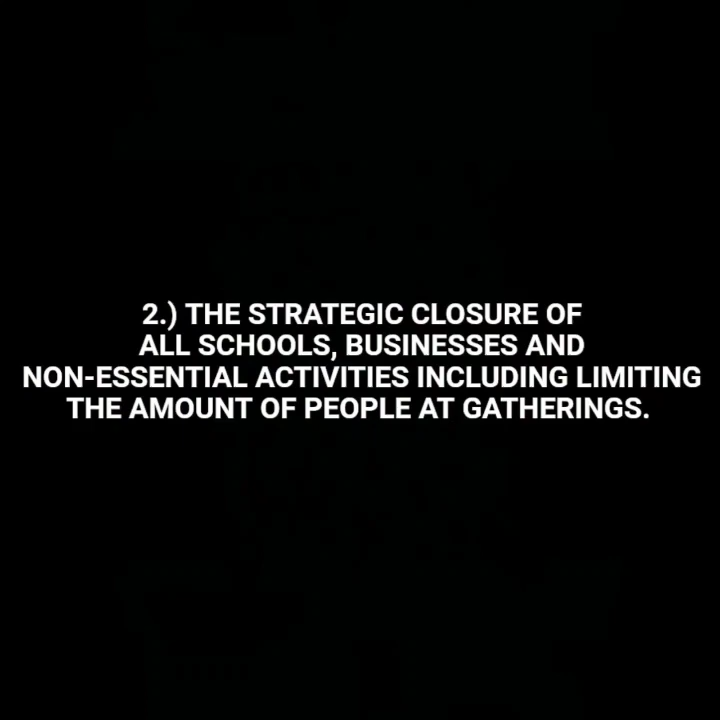 2.) THE STRATEGIC CLOSURE OF
ALL SCHOOLS, BUSINESSES AND
NON-ESSENTIAL ACTIVITIES INCLUDING LIMITING
THE AMOUNT OF PEOPLE AT GATHERINGS.